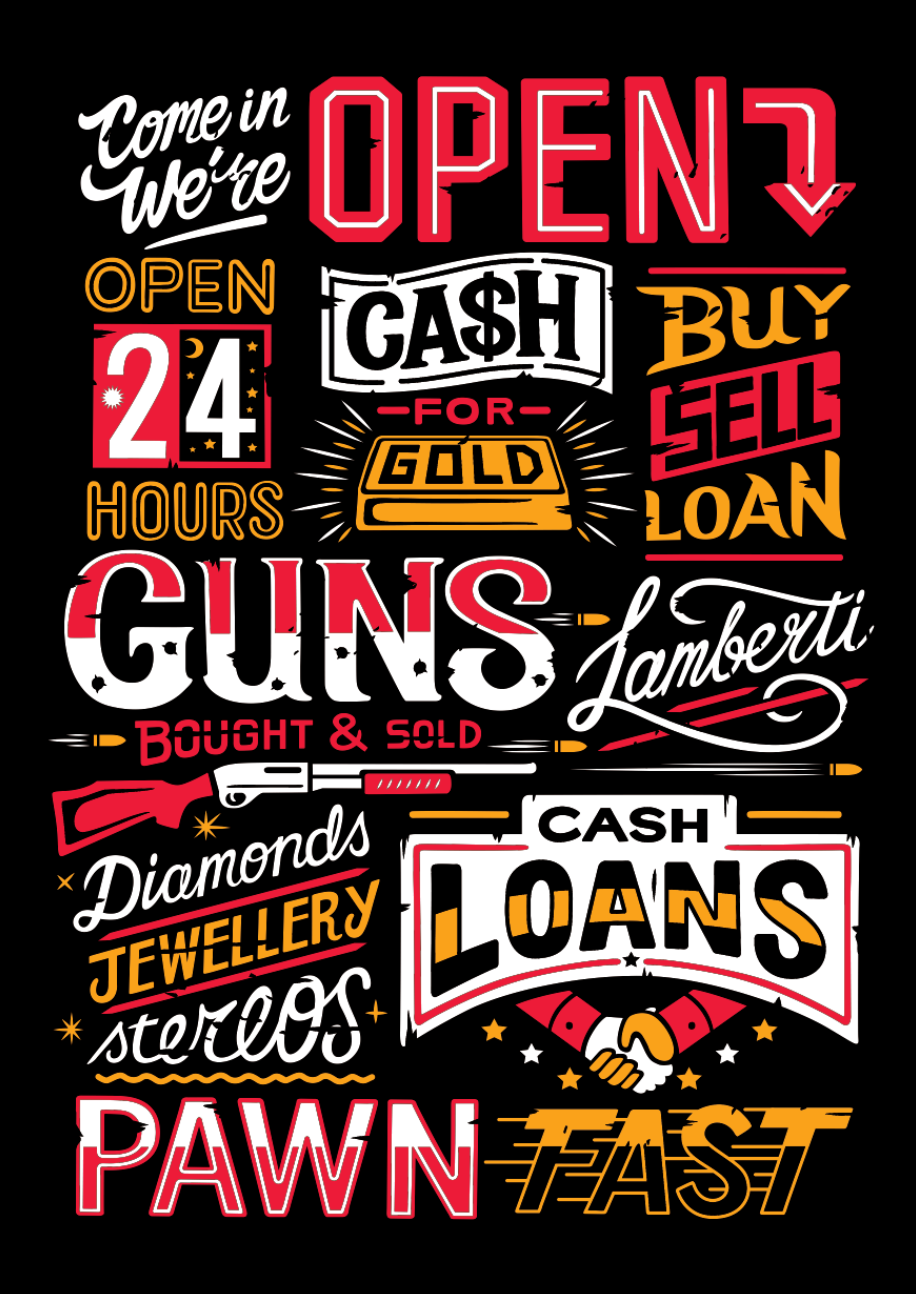 Come in
We're
OPEN
OPEN
24
HOURS
CA$H
FOR
GOLD
BUY
SELL
LOAN
GUNS
BOUGHT & SOLD
Lamberti
Diamonds
JEWELLERY
stereos
CASH
LOANS
PAWN
FAST